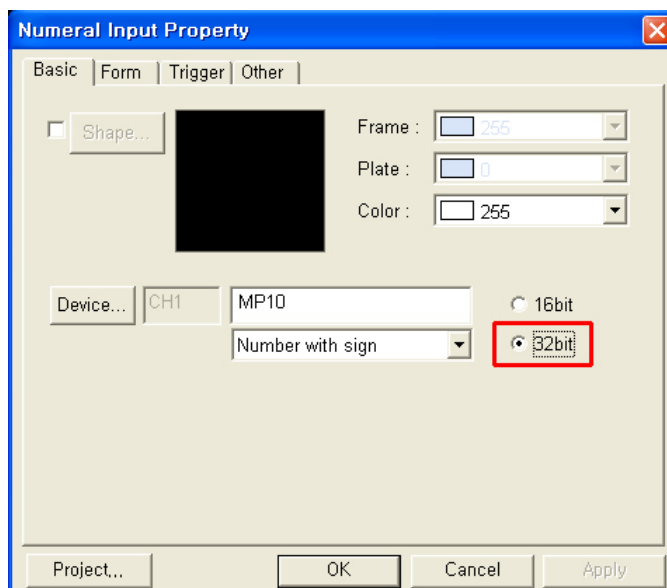 Numeral Input Property
Basic Form Trigger Other
Shape...
Frame : 255
Plate : 0
Color : 255
Device... CH1 MP10 16bit
Number with sign 32bit
Project,,, OK Cancel Apply